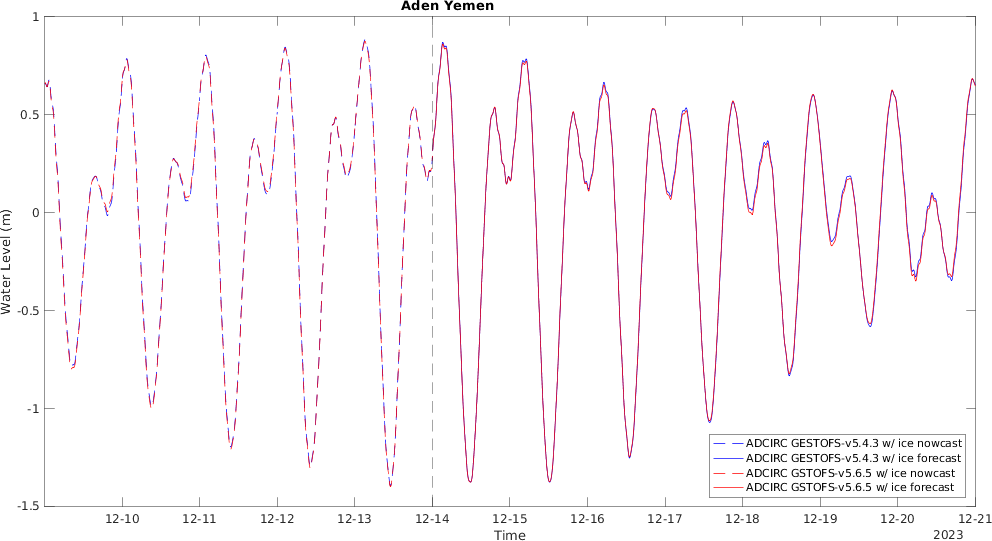 Aden Yemen
Water Level (m)
1
0.5
0
-0.5
-1
-1.5
ADCIRC GESTOFS-v5.4.3 w/ ice nowcast
ADCIRC GESTOFS-v5.4.3 w/ ice forecast
ADCIRC GSTOFS-v5.6.5 w/ ice nowcast
ADCIRC GSTOFS-v5.6.5 w/ ice forecast
12-10 12-11 12-12 12-13 12-14 12-15 12-16 12-17 12-18 12-19 12-20 12-21
Time
2023